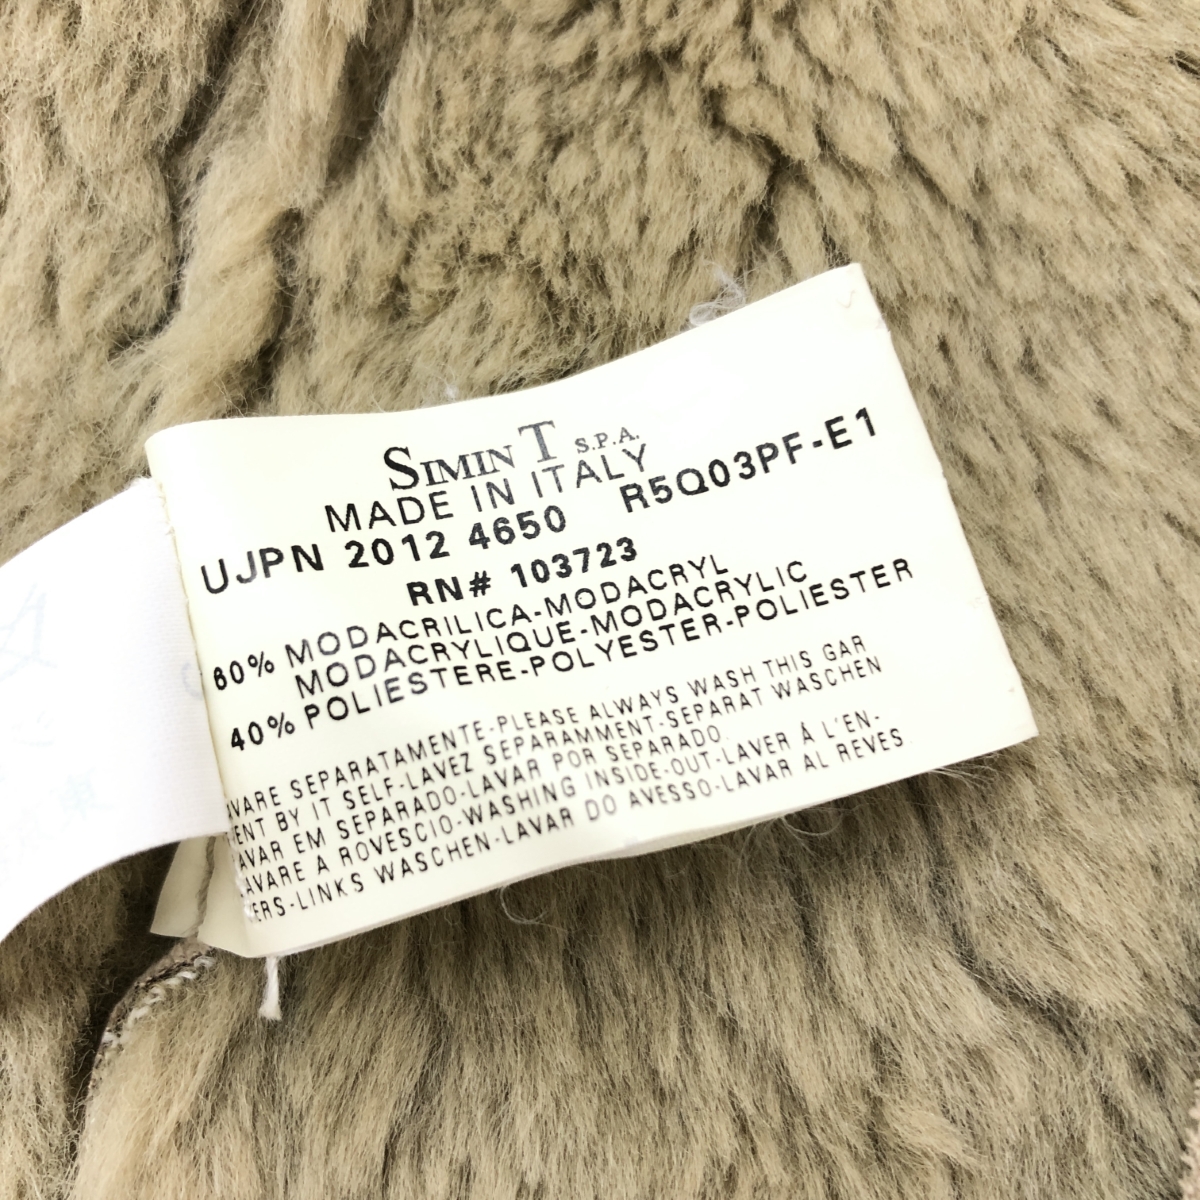 SIMIN T S.P.A.
MADE IN ITALY
UJPN 2012 4650 R5Q03PF-E1
RN# 103723
60% MODACRILICA-MODACRYL
MODACRYLIQUE-MODACRYLIC
40% POLIESTERE-POLYESTER-POLIESTER
LAVARE SEPARATAMENTE-PLEASE ALWAYS WASH THIS GAR
MENT BY IT SELF-LAVEZ SEPARAMMENT-SEPARAT WASCHEN
LAVAR EM SEPARADO-LAVAR POR SEPARADO
LAVARE A ROVESCIO-WASHING INSIDE-OUT-LAVER À L'EN-
VERS-LINKS WASCHEN-LAVAR DO AVESSO-LAVAR AL REVES